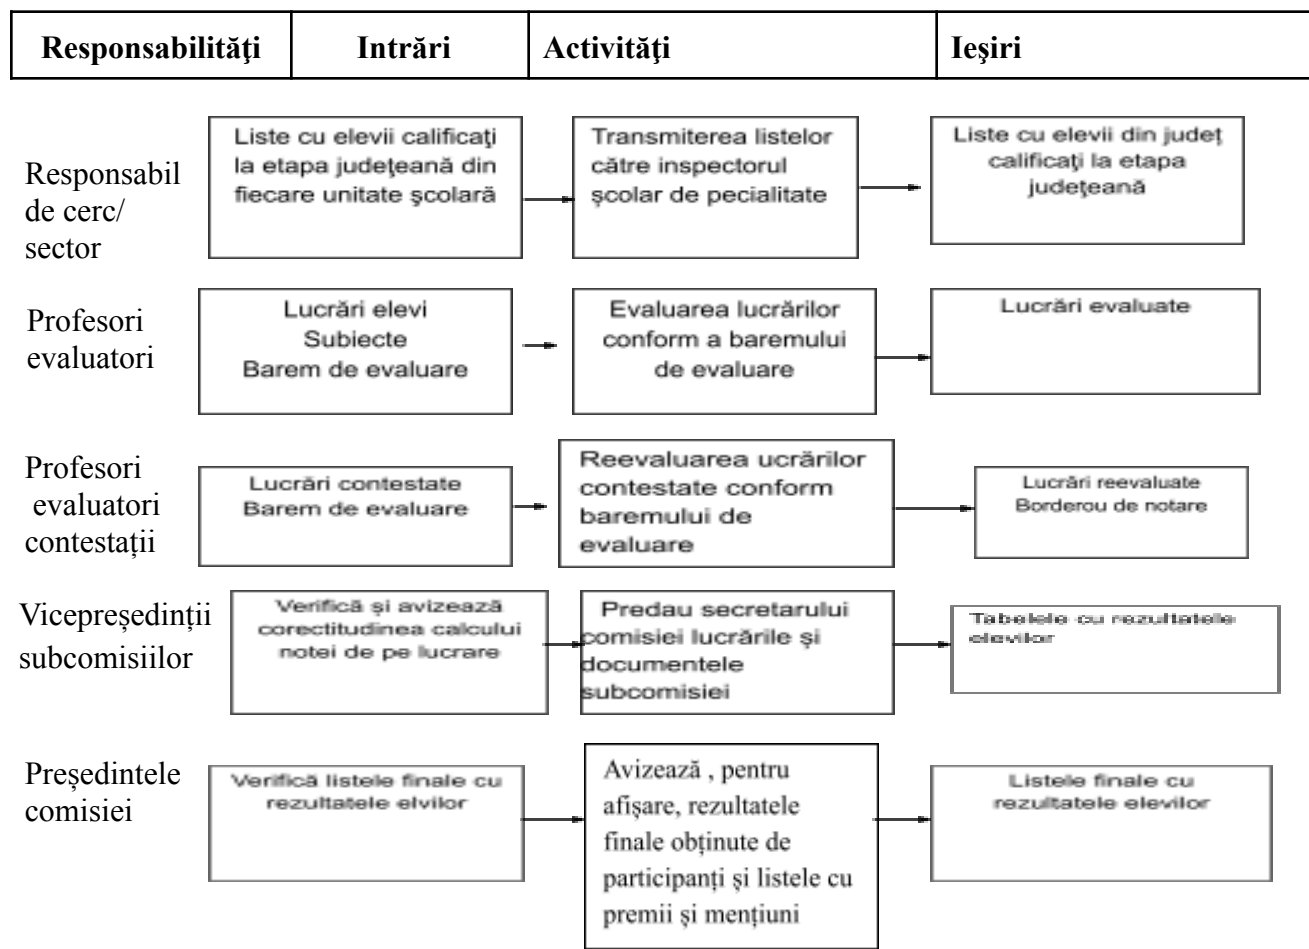 Responsabilităţi
Intrări
Activităţi
Ieşiri
Responsabil
de cerc/
sector
Liste cu elevii calificaţi
la etapa judeţeană din
fiecare unitate şcolară
Transmiterea listelor
către inspectorul
școlar de pecialitate
Liste cu elevii din județ
calificaţi la etapa
judeţeană
Profesori
evaluatori
Lucrări elevi
Subiecte
Barem de evaluare
Evaluarea lucrărilor
conform a baremului
de evaluare
Lucrări evaluate
Profesori
evaluatori
contestații
Lucrări contestate
Barem de evaluare
Reevaluarea ucrărilor
contestate conform
baremului de
evaluare
Lucrări reevaluate
Borderou de notare
Vicepreședinții
subcomisiilor
Verifică și avizează
corectitudinea calcului
notei de pe lucrare
Predau secretarului
comisiei lucrările și
documentele
subcomisiei
Tabelele cu rezultatele
elevilor
Președintele
comisiei
Verifică listele finale cu
rezultatele elvilor
Avizează , pentru
afișare, rezultatele
finale obținute de
participanți și listele cu
premii și mențiuni
Listele finale cu
rezultatele elevilor